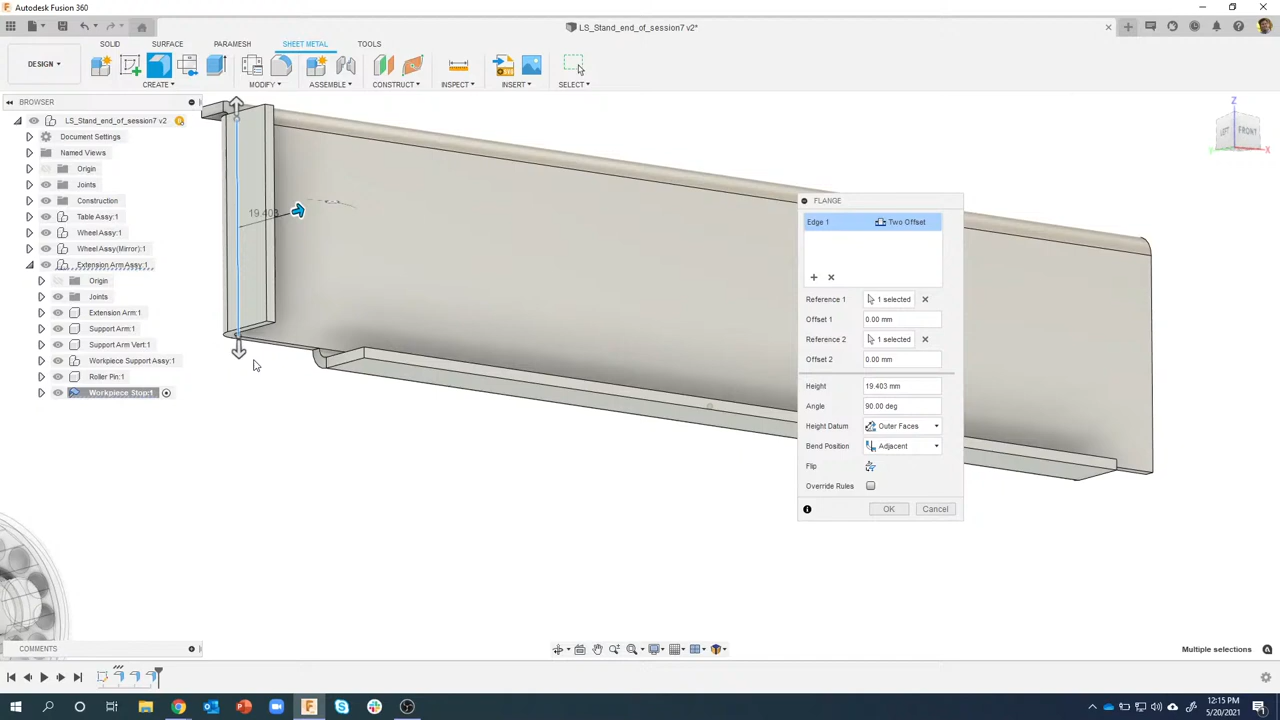 Autodesk Fusion 360
LS_Stand_end_of_session7 v2*
SOLID
SURFACE
PARAMESH
SHEET METAL
TOOLS
DESIGN
CREATE
MODIFY
ASSEMBLE
CONSTRUCT
INSPECT
INSERT
SELECT
BROWSER
LS_Stand_end_of_session7 v2
Document Settings
Named Views
Origin
Joints
Construction
Table Assy:1
Wheel Assy:1
Wheel Assy(Mirror):1
Extension Arm Assy:1
Origin
Joints
Extension Arm:1
Support Arm:1
Support Arm Vert:1
Workpiece Support Assy:1
Roller Pin:1
Workpiece Stop:1
19.403
Z
LEFT
FRONT
Y
X
FLANGE
Edge 1
Two Offset
Reference 1
1 selected
Offset 1
0.00 mm
Reference 2
1 selected
Offset 2
0.00 mm
Height
19.403 mm
Angle
90.00 deg
Height Datum
Outer Faces
Bend Position
Adjacent
Flip
Override Rules
OK
Cancel
COMMENTS
Multiple selections
12:15 PM
5/20/2021